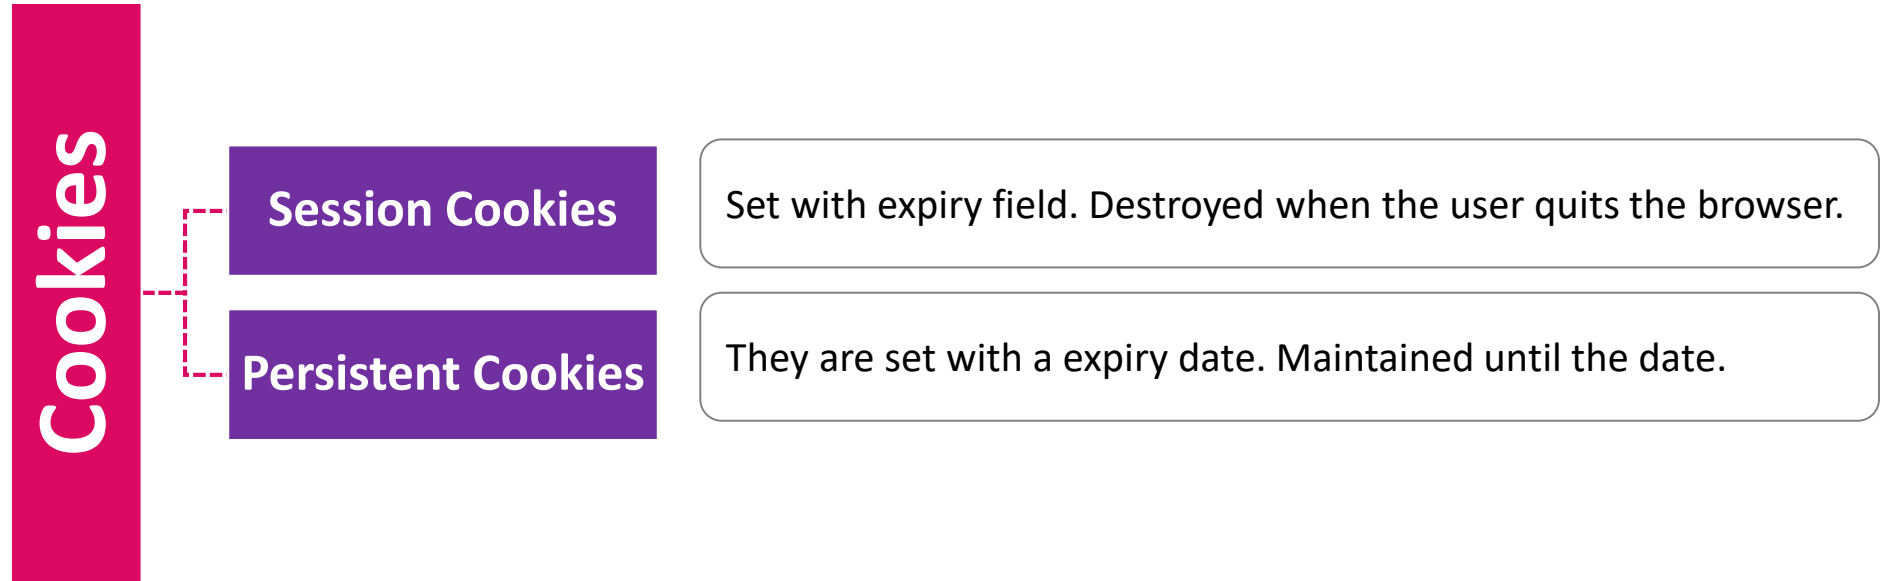 Cookies
Session Cookies
Set with expiry field. Destroyed when the user quits the browser.
Persistent Cookies
They are set with a expiry date. Maintained until the date.